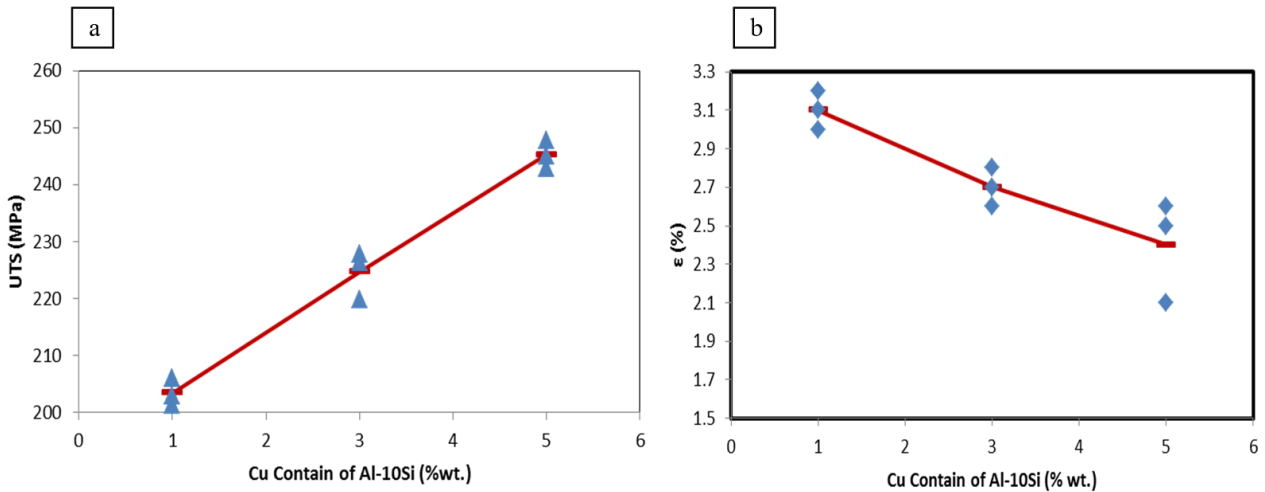 a
260
250
240
230
220
210
200
UTS (MPa)
0 1 2 3 4 5 6
Cu Contain of Al-10Si (%wt.)
b
3.3
3.1
2.9
2.7
2.5
2.3
2.1
1.9
1.7
1.5
ε (%)
0 1 2 3 4 5 6
Cu Contain of Al-10Si (% wt.)